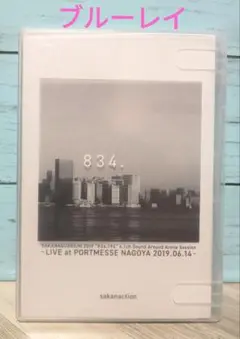 ブルーレイ
834.
SAKANAQUARIUM 2019 "834.194" 6.1ch Sound Around Arena Session
-LIVE at PORTMESSE NAGOYA 2019.06.14-
sakanaction